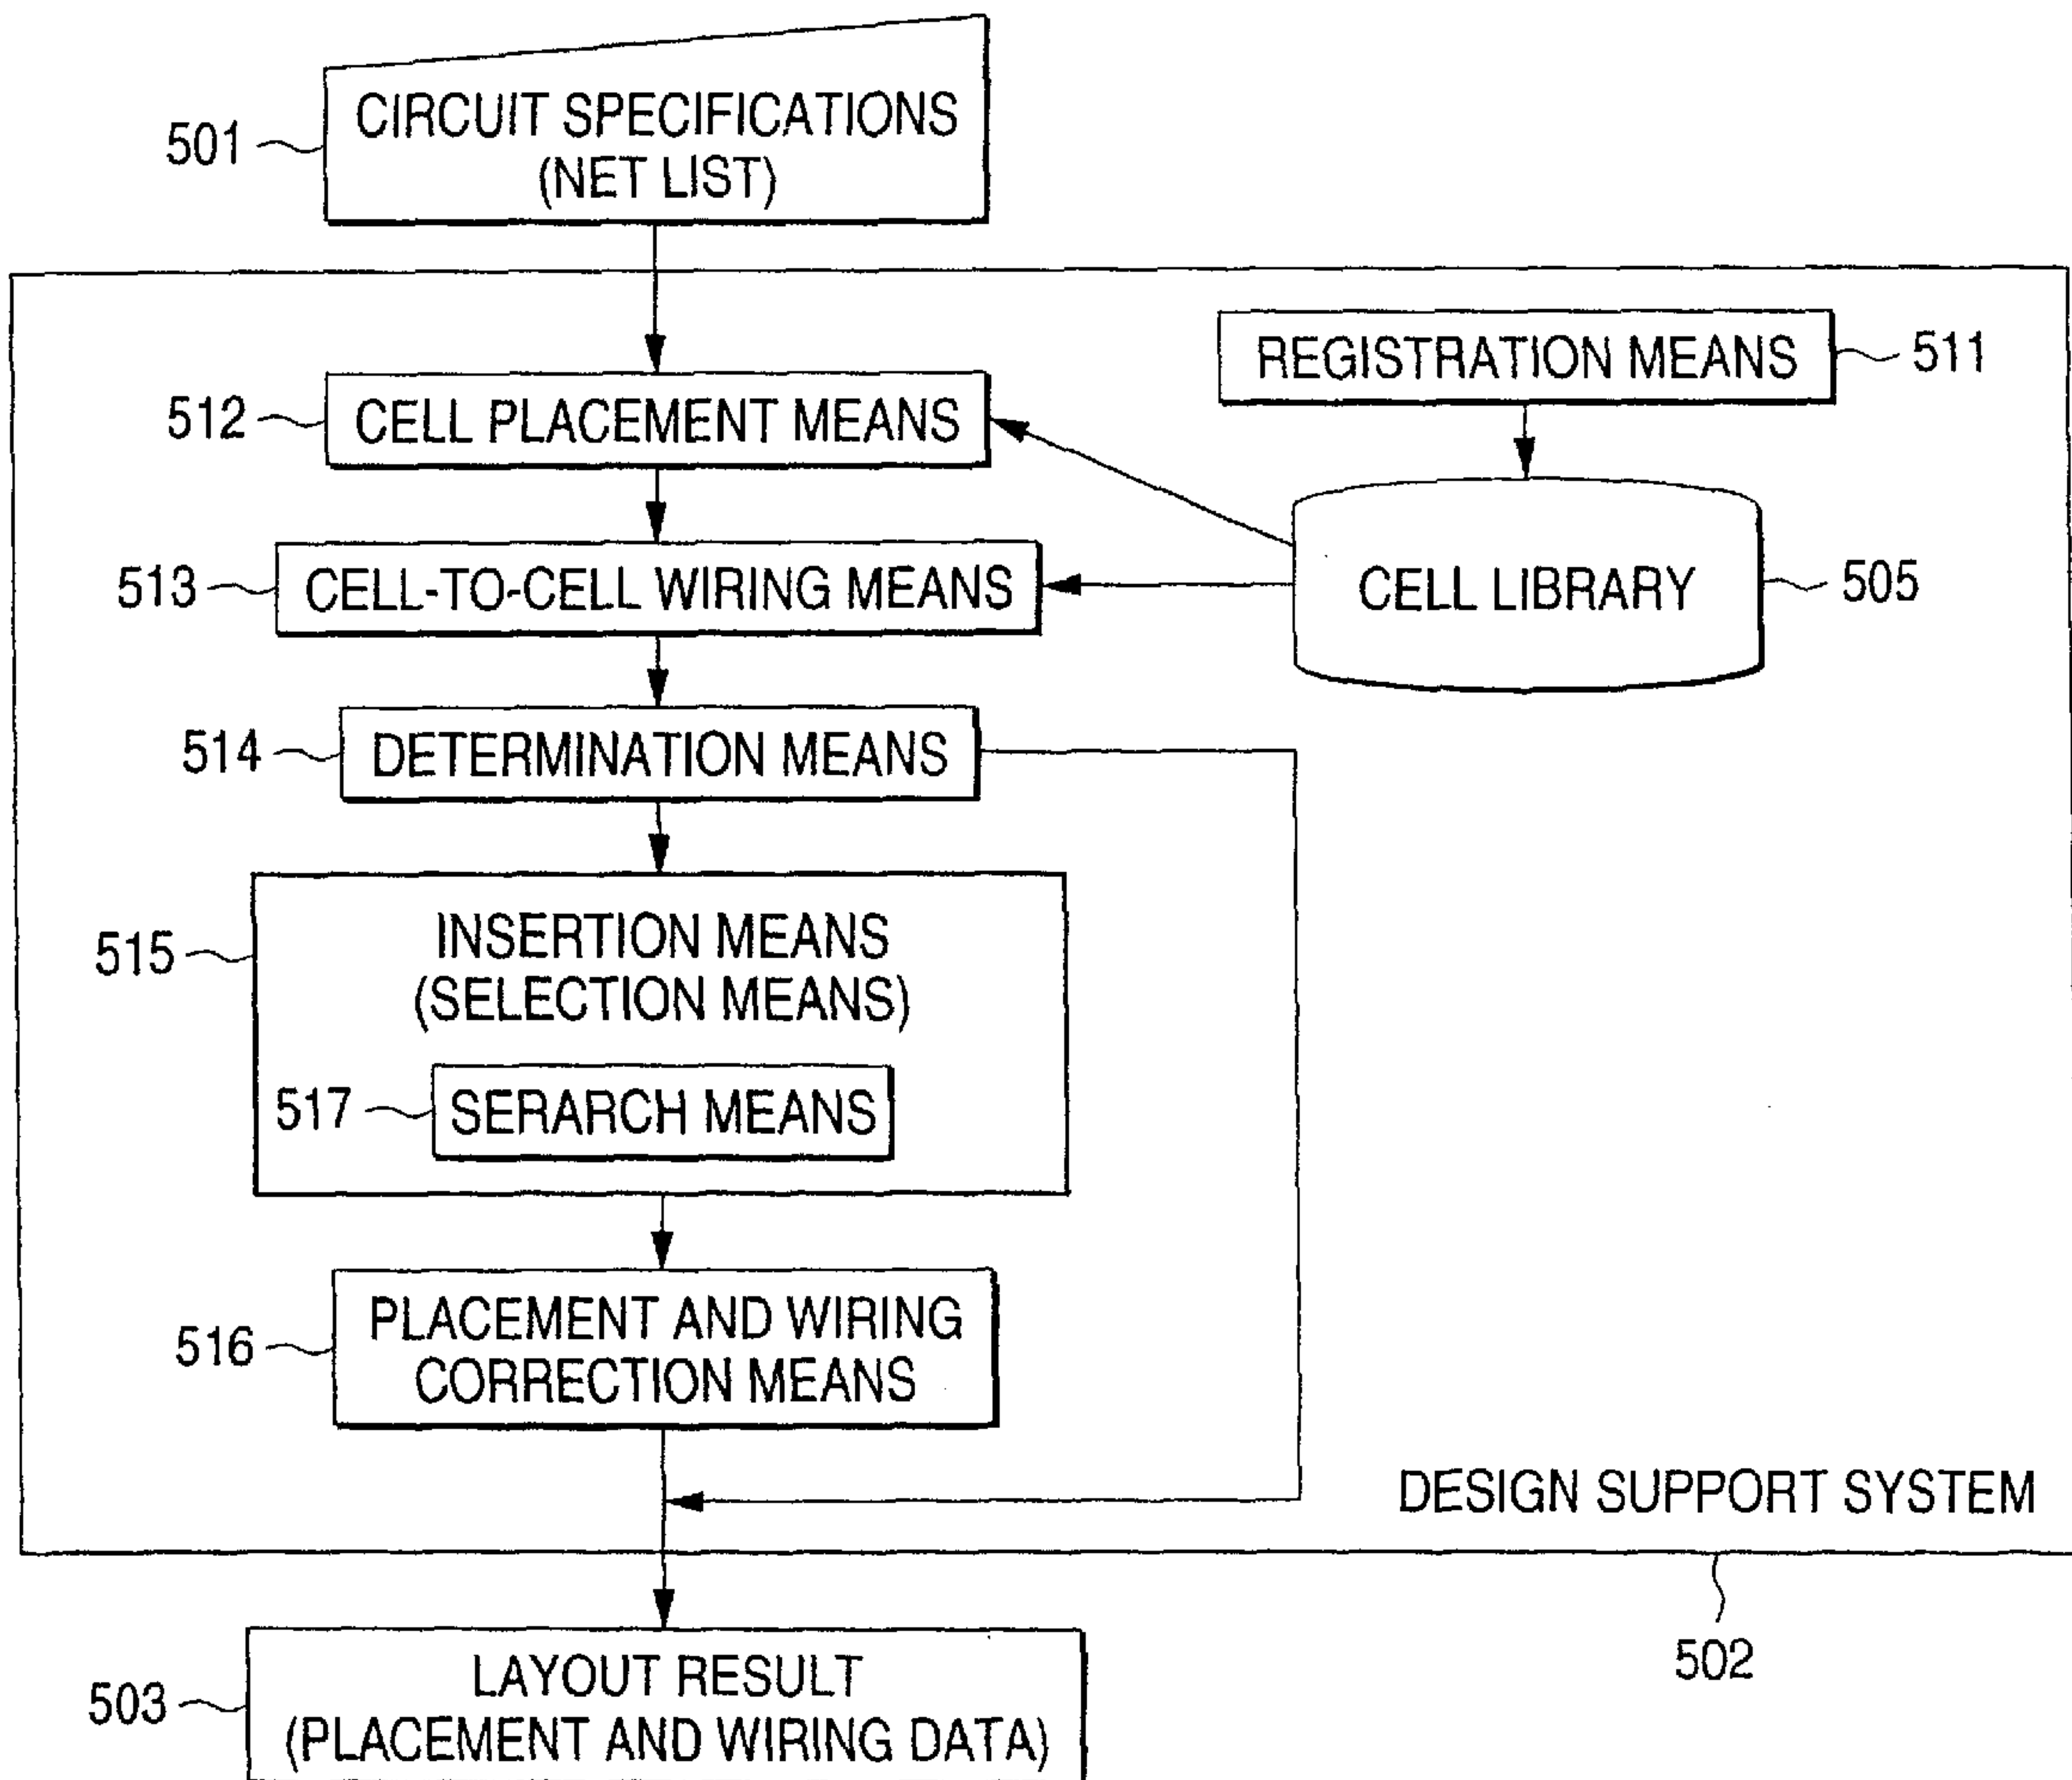 CIRCUIT SPECIFICATIONS
(NET LIST)
501
REGISTRATION MEANS
511
512
CELL PLACEMENT MEANS
513
CELL-TO-CELL WIRING MEANS
CELL LIBRARY
505
514
DETERMINATION MEANS
515
INSERTION MEANS
(SELECTION MEANS)
517
SERARCH MEANS
516
PLACEMENT AND WIRING
CORRECTION MEANS
DESIGN SUPPORT SYSTEM
502
503
LAYOUT RESULT
(PLACEMENT AND WIRING DATA)